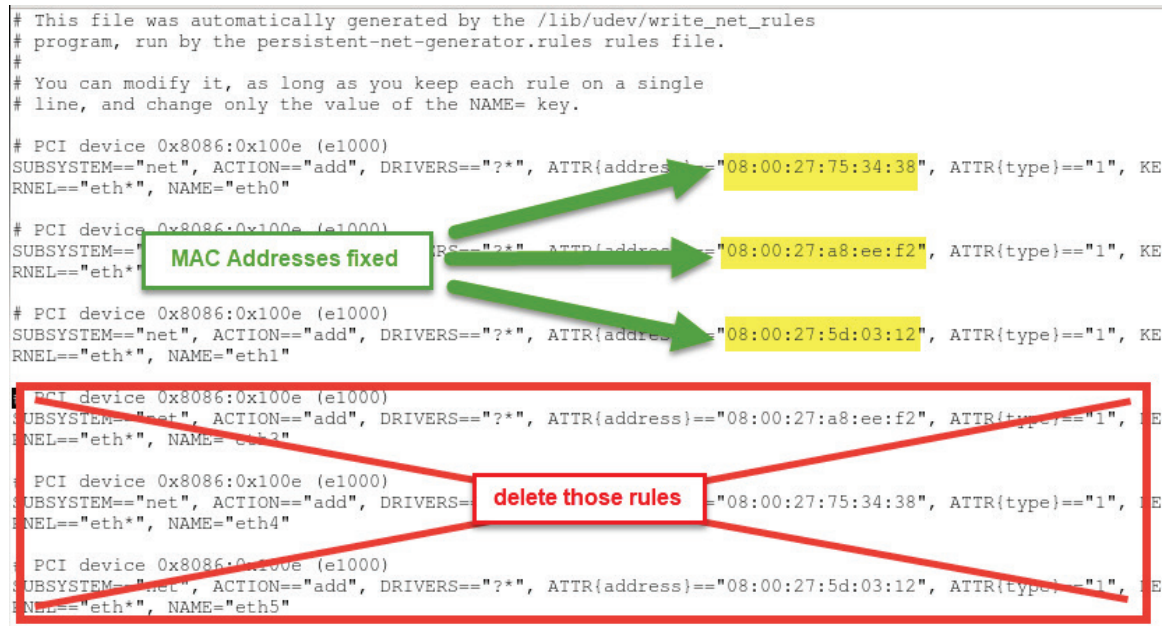 # This file was automatically generated by the /lib/udev/write_net_rules
# program, run by the persistent-net-generator.rules rules file.
#
# You can modify it, as long as you keep each rule on a single
# line, and change only the value of the NAME= key.
# PCI device 0x8086:0x100e (e1000)
SUBSYSTEM=="net", ACTION=="add", DRIVERS=="?*", ATTR{address}=="08:00:27:75:34:38", ATTR{type}=="1", KE
RNEL=="eth*", NAME="eth0"
# PCI device 0x8086:0x100e (e1000)
SUBSYSTEM==" "?*", ATTR{address}=="08:00:27:a8:ee:f2", ATTR{type}=="1", KE
RNEL=="eth*"
MAC Addresses fixed
# PCI device 0x8086:0x100e (e1000)
SUBSYSTEM=="net", ACTION=="add", DRIVERS=="?*", ATTR{address}=="08:00:27:5d:03:12", ATTR{type}=="1", KE
RNEL=="eth*", NAME="eth1"
# PCI device 0x8086:0x100e (e1000)
SUBSYSTEM=="net", ACTION=="add", DRIVERS=="?*", ATTR{address}=="08:00:27:a8:ee:f2", ATTR{type}=="1", KE
RNEL=="eth*", NAME="eth3"
# PCI device 0x8086:0x100e (e1000)
SUBSYSTEM=="net", ACTION=="add", DRIVERS== "08:00:27:75:34:38", ATTR{type}=="1", KE
RNEL=="eth*", NAME="eth4"
delete those rules
# PCI device 0x8086:0x100e (e1000)
SUBSYSTEM=="net", ACTION=="add", DRIVERS=="?*", ATTR{address}=="08:00:27:5d:03:12", ATTR{type}=="1", KE
RNEL=="eth*", NAME="eth5"